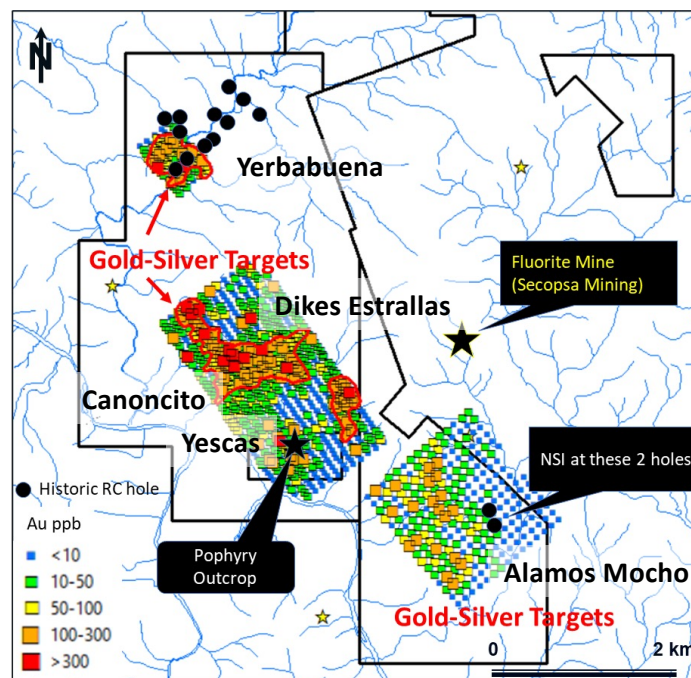 N
Yerbabuena
Gold-Silver Targets
Fluorite Mine
(Secopsa Mining)
Dikes Estrallas
Canoncito
Yescas
NSI at these 2 holes
Historic RC hole
Au ppb
<10
10-50
50-100
100-300
>300
Pophyry
Outcrop
Alamos Mocho
Gold-Silver Targets
0 2 km